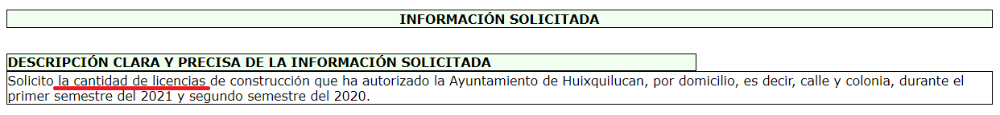 INFORMACIÓN SOLICITADA
DESCRIPCIÓN CLARA Y PRECISA DE LA INFORMACIÓN SOLICITADA
Solicito la cantidad de licencias de construcción que ha autorizado la Ayuntamiento de Huixquilucan, por domicilio, es decir, calle y colonia, durante el
primer semestre del 2021 y segundo semestre del 2020.